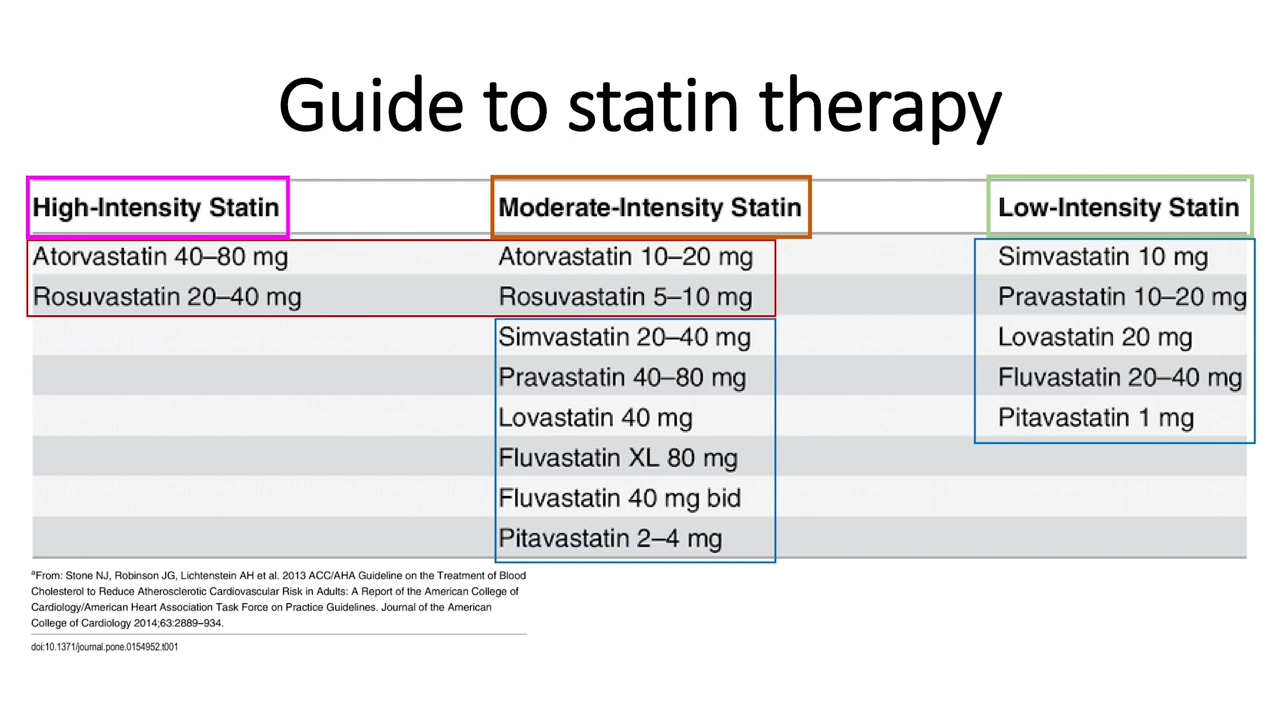 Guide to statin therapy
High-Intensity Statin Moderate-Intensity Statin Low-Intensity Statin
Atorvastatin 40–80 mg Atorvastatin 10–20 mg Simvastatin 10 mg
Rosuvastatin 20–40 mg Rosuvastatin 5–10 mg Pravastatin 10–20 mg
Simvastatin 20–40 mg Lovastatin 20 mg
Pravastatin 40–80 mg Fluvastatin 20–40 mg
Lovastatin 40 mg Pitavastatin 1 mg
Fluvastatin XL 80 mg
Fluvastatin 40 mg bid
Pitavastatin 2–4 mg
aFrom: Stone NJ, Robinson JG, Lichtenstein AH et al. 2013 ACC/AHA Guideline on the Treatment of Blood
Cholesterol to Reduce Atherosclerotic Cardiovascular Risk in Adults: A Report of the American College of
Cardiology/American Heart Association Task Force on Practice Guidelines. Journal of the American
College of Cardiology 2014;63:2889–934.
doi:10.1371/journal.pone.0154952.t001